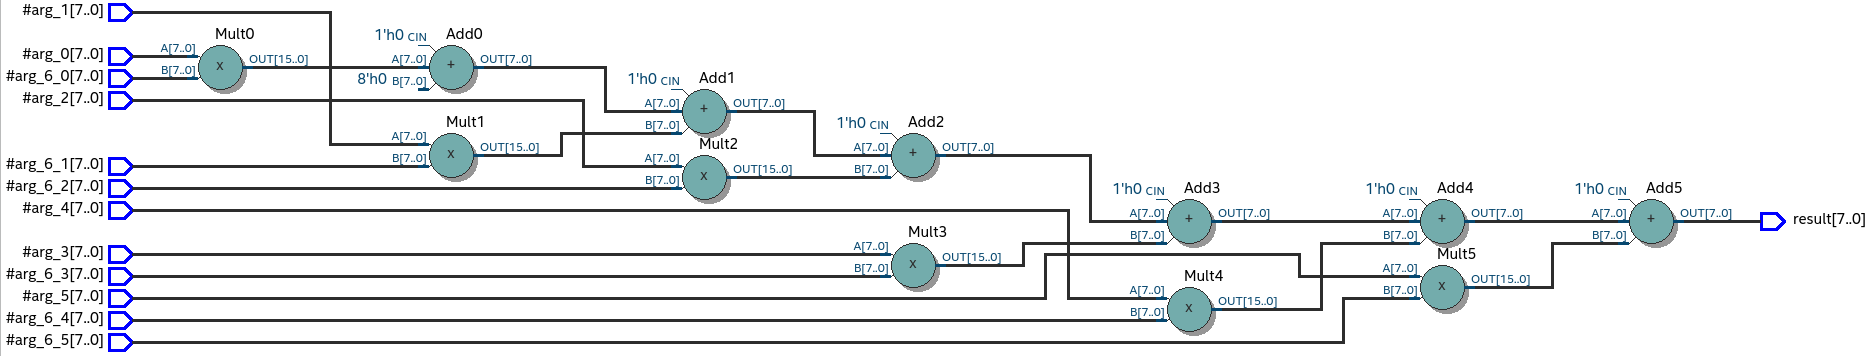 #arg_1[7..0]
1'h0 CIN Add0
Mult0
#arg_0[7..0] A[7..0]
x OUT[15..0] A[7..0] + OUT[7..0]
#arg_6_0[7..0] B[7..0]
8'h0 B[7..0]
1'h0 CIN Add1
#arg_2[7..0]
A[7..0] + OUT[7..0]
B[7..0]
Mult1
1'h0 CIN Add2
A[7..0]
x OUT[15..0]
B[7..0]
Mult2
A[7..0] + OUT[7..0]
B[7..0]
#arg_6_1[7..0]
A[7..0]
x OUT[15..0]
B[7..0]
#arg_6_2[7..0]
1'h0 CIN Add3
1'h0 CIN Add4
1'h0 CIN Add5
#arg_4[7..0]
A[7..0] + OUT[7..0]
B[7..0]
A[7..0] + OUT[7..0]
B[7..0]
A[7..0] + OUT[7..0]
B[7..0]
result[7..0]
Mult3
#arg_3[7..0]
A[7..0]
x OUT[15..0]
B[7..0]
#arg_6_3[7..0]
Mult5
A[7..0]
x OUT[15..0]
B[7..0]
Mult4
#arg_5[7..0]
A[7..0]
x OUT[15..0]
B[7..0]
#arg_6_4[7..0]
#arg_6_5[7..0]